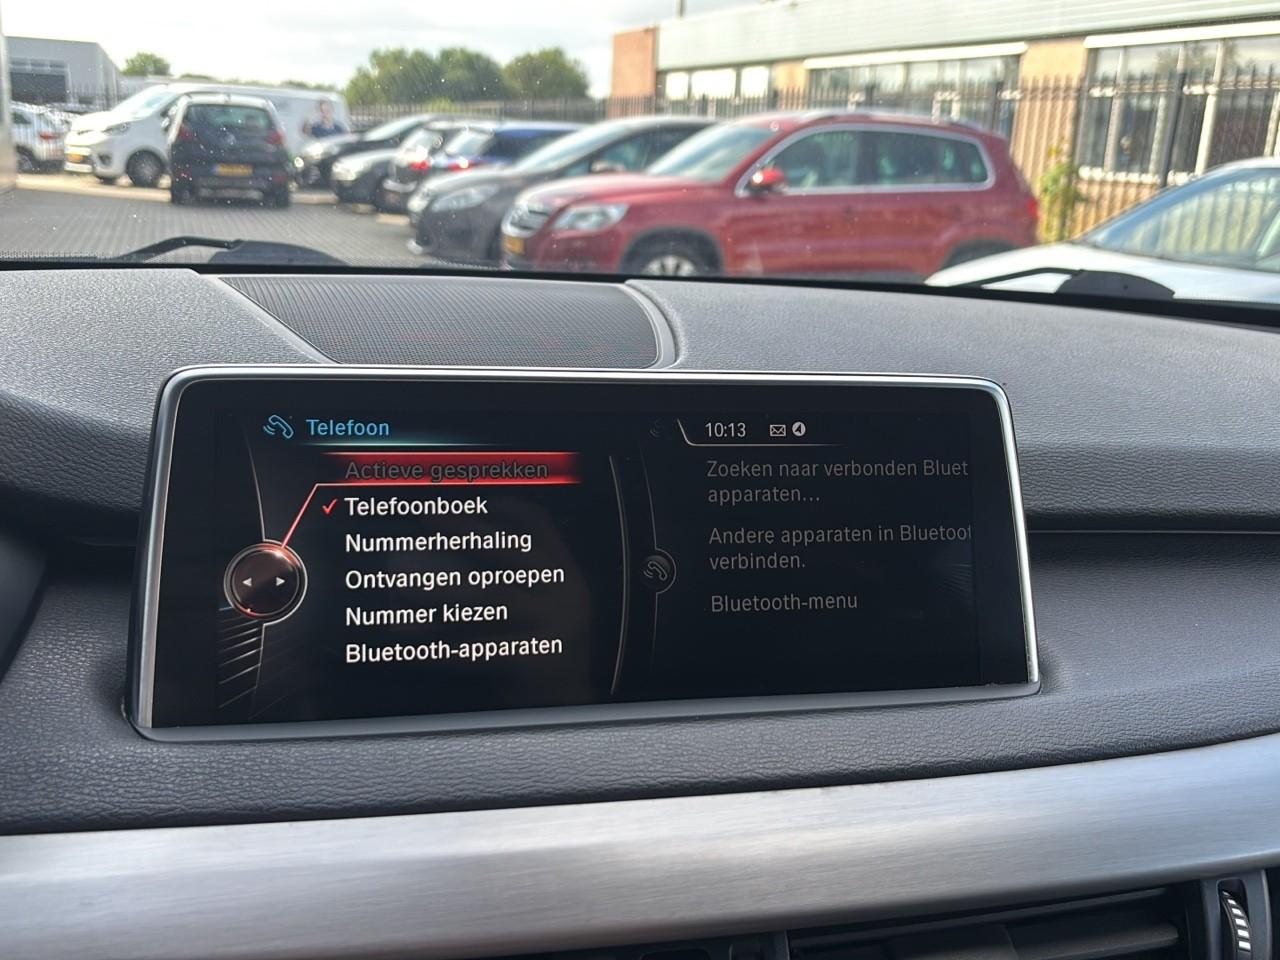 Telefoon
10:13
Actieve gesprekken
Telefoonboek
Nummerherhaling
Ontvangen oproepen
Nummer kiezen
Bluetooth-apparaten
Zoeken naar verbonden Bluet
apparaten...
Andere apparaten in Bluetoot
verbinden.
Bluetooth-menu